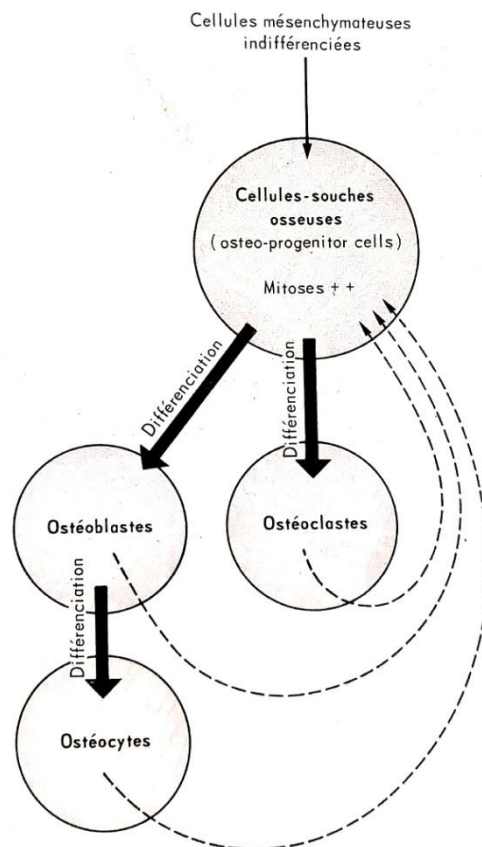 Cellules mésenchymateuses
indifférenciées
Cellules-souches
osseuses
(osteo-progenitor cells)
Mitoses + +
Différenciation
Différenciation
Ostéoblastes
Ostéoclastes
Différenciation
Ostéocytes